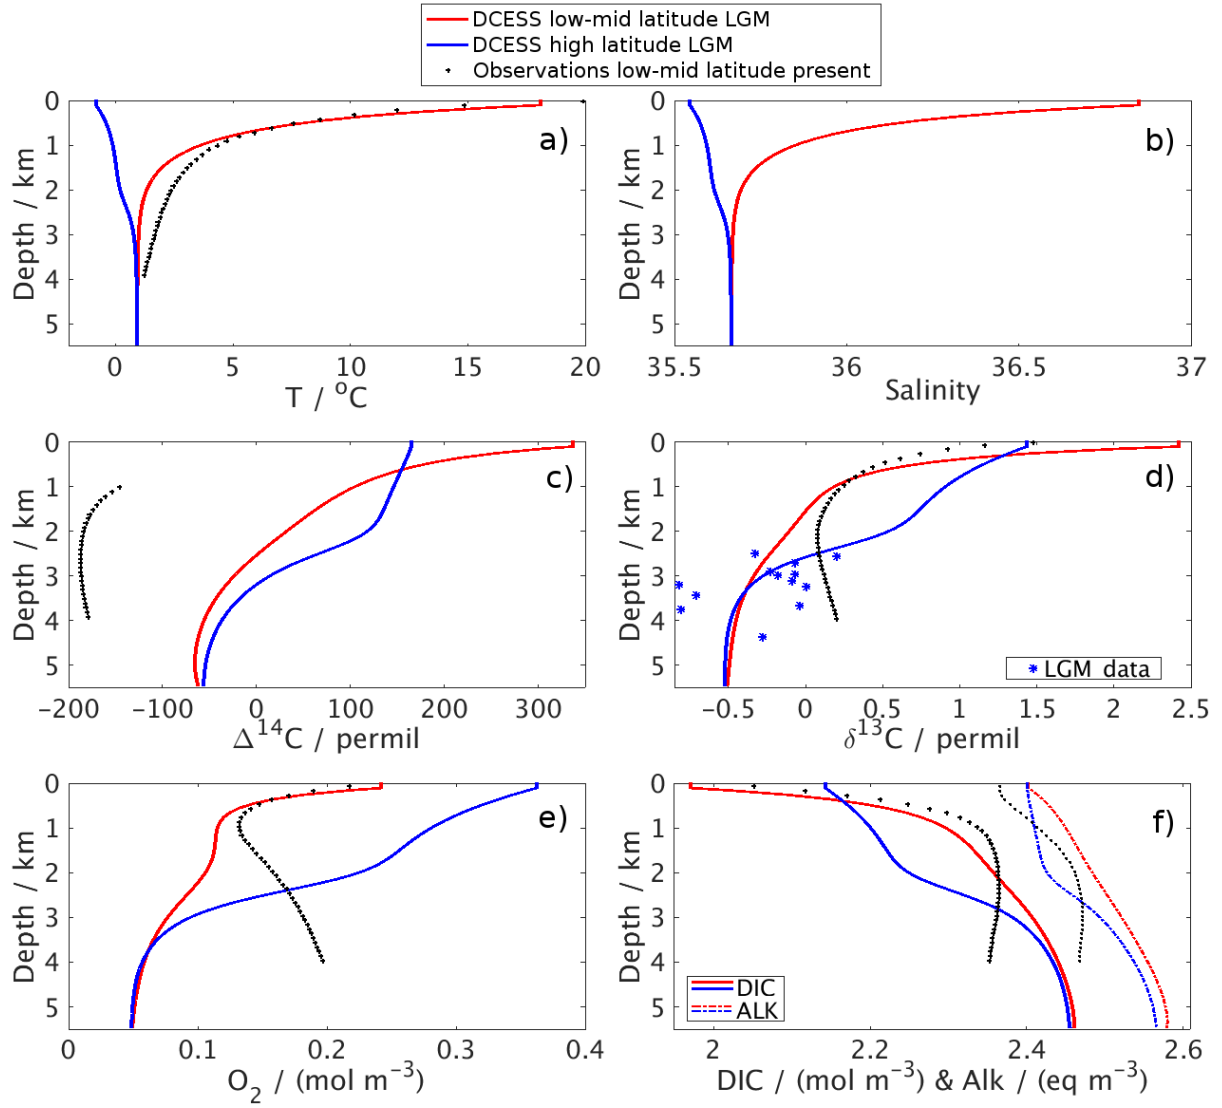 DCESS low-mid latitude LGM
DCESS high latitude LGM
Observations low-mid latitude present
a)
0
1
2
3
4
5
Depth / km
0 5 10 15 20
T / °C
b)
0
1
2
3
4
5
Depth / km
35.5 36 36.5 37
Salinity
c)
0
1
2
3
4
5
Depth / km
−200 −100 0 100 200 300
Δ¹⁴C / permil
d)
0
1
2
3
4
5
Depth / km
LGM data
−0.5 0 0.5 1 1.5 2 2.5
δ¹³C / permil
e)
0
1
2
3
4
5
Depth / km
0 0.1 0.2 0.3 0.4
O₂ / (mol m⁻³)
f)
0
1
2
3
4
5
Depth / km
DIC
ALK
2 2.2 2.4 2.6
DIC / (mol m⁻³) & Alk / (eq m⁻³)